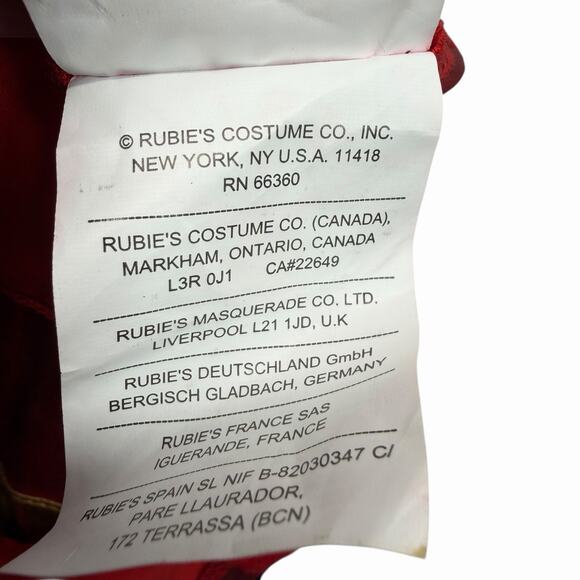 © RUBIE'S COSTUME CO., INC.
NEW YORK, NY U.S.A. 11418
RN 66360
RUBIE'S COSTUME CO. (CANADA),
MARKHAM, ONTARIO, CANADA
L3R 0J1 CA#22649
RUBIE'S MASQUERADE CO. LTD.
LIVERPOOL L21 1JD, U.K
RUBIE'S DEUTSCHLAND GmbH
BERGISCH GLADBACH, GERMANY
RUBIE'S FRANCE SAS
IGUERANDE, FRANCE
RUBIE'S SPAIN SL NIF B-82030347 C/
PARE LLAURADOR,
172 TERRASSA (BCN)